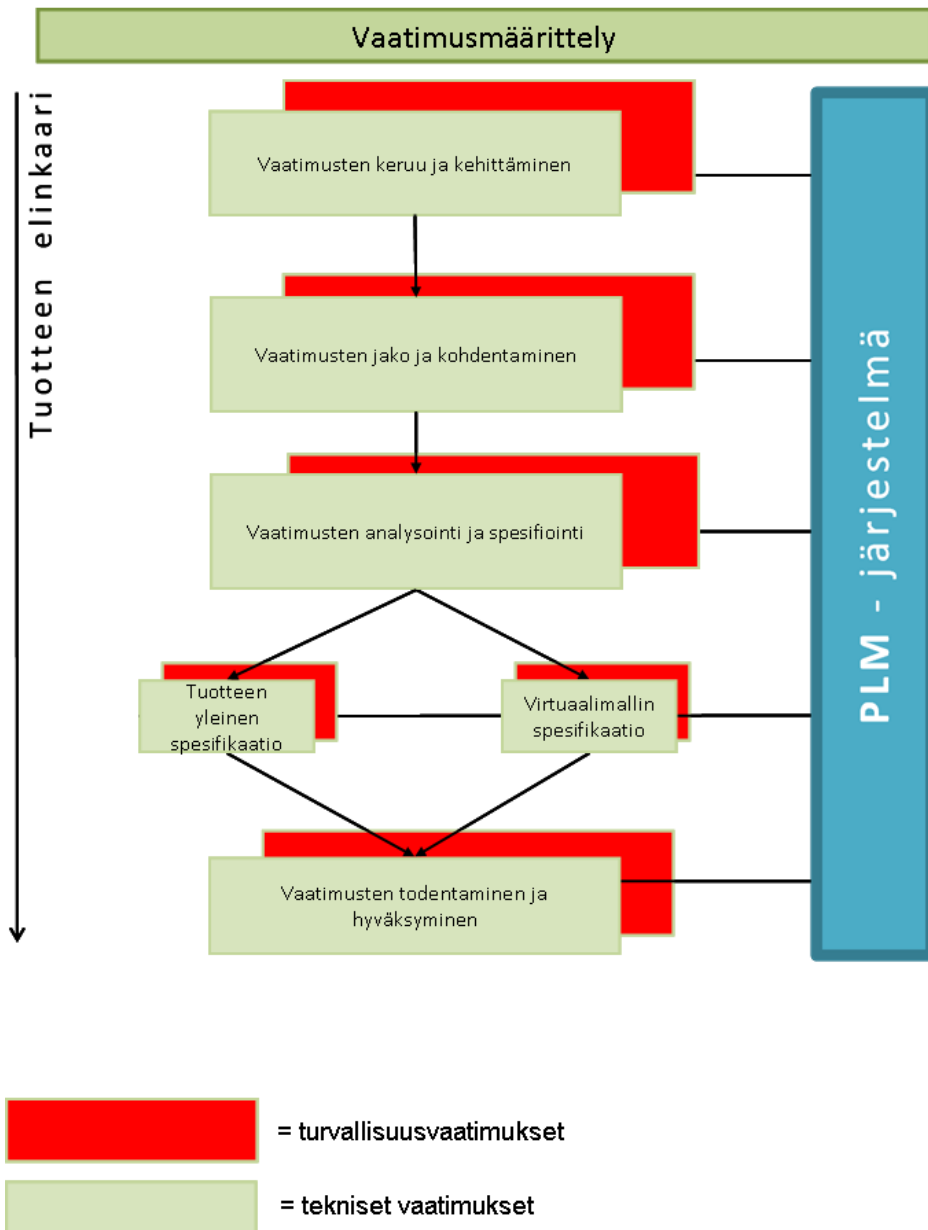 Vaatimusmäärittely
Tuotteen elinkaari
Vaatimusten keruu ja kehittäminen
Vaatimusten jako ja kohdentaminen
Vaatimusten analysointi ja spesifiointi
Tuotteen
yleinen
spesifikaatio
Virtuaalimallin
spesifikaatio
Vaatimusten todentaminen ja
hyväksyminen
PLM - järjestelmä
= turvallisuusvaatimukset
= tekniset vaatimukset